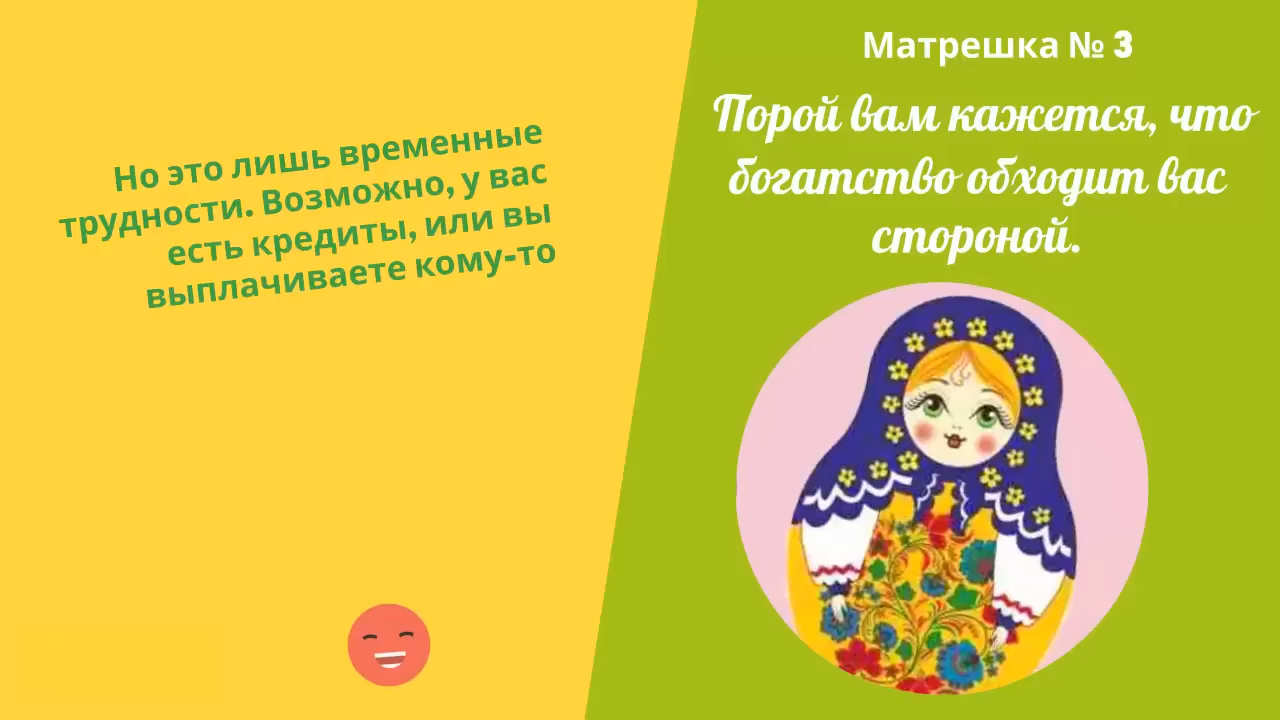 Матрешка № 3
Порой вам кажется, что
богатство обходит вас
стороной.
Но это лишь временные
трудности. Возможно, у вас
есть кредиты, или вы
выплачиваете кому-то